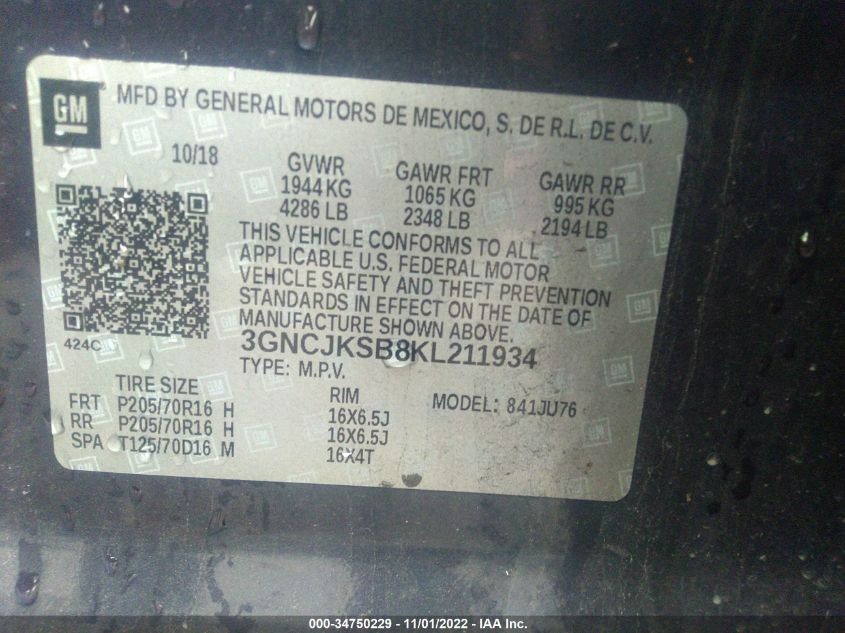 GM
MFD BY GENERAL MOTORS DE MEXICO, S. DE R.L. DE C.V.
10/18 GVWR GAWR FRT GAWR RR
1944 KG 1065 KG 995 KG
4286 LB 2348 LB 2194 LB
THIS VEHICLE CONFORMS TO ALL
APPLICABLE U.S. FEDERAL MOTOR
VEHICLE SAFETY AND THEFT PREVENTION
STANDARDS IN EFFECT ON THE DATE OF
MANUFACTURE SHOWN ABOVE.
424C
3GNCJKSB8KL211934
TYPE: M.P.V.
TIRE SIZE RIM MODEL: 841JU76
FRT P205/70R16 H 16X6.5J
RR P205/70R16 H 16X6.5J
SPA T125/70D16 M 16X4T
000-34750229 - 11/01/2022 - IAA Inc.